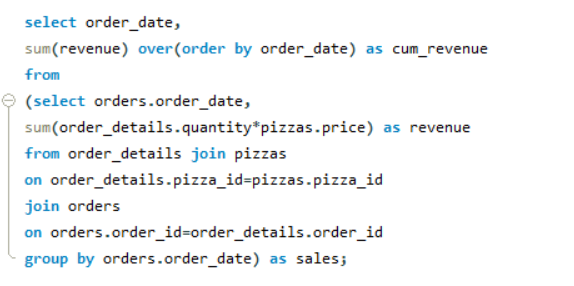 select order_date,
sum(revenue) over(order by order_date) as cum_revenue
from
(select orders.order_date,
sum(order_details.quantity*pizzas.price) as revenue
from order_details join pizzas
on order_details.pizza_id=pizzas.pizza_id
join orders
on orders.order_id=order_details.order_id
group by orders.order_date) as sales;